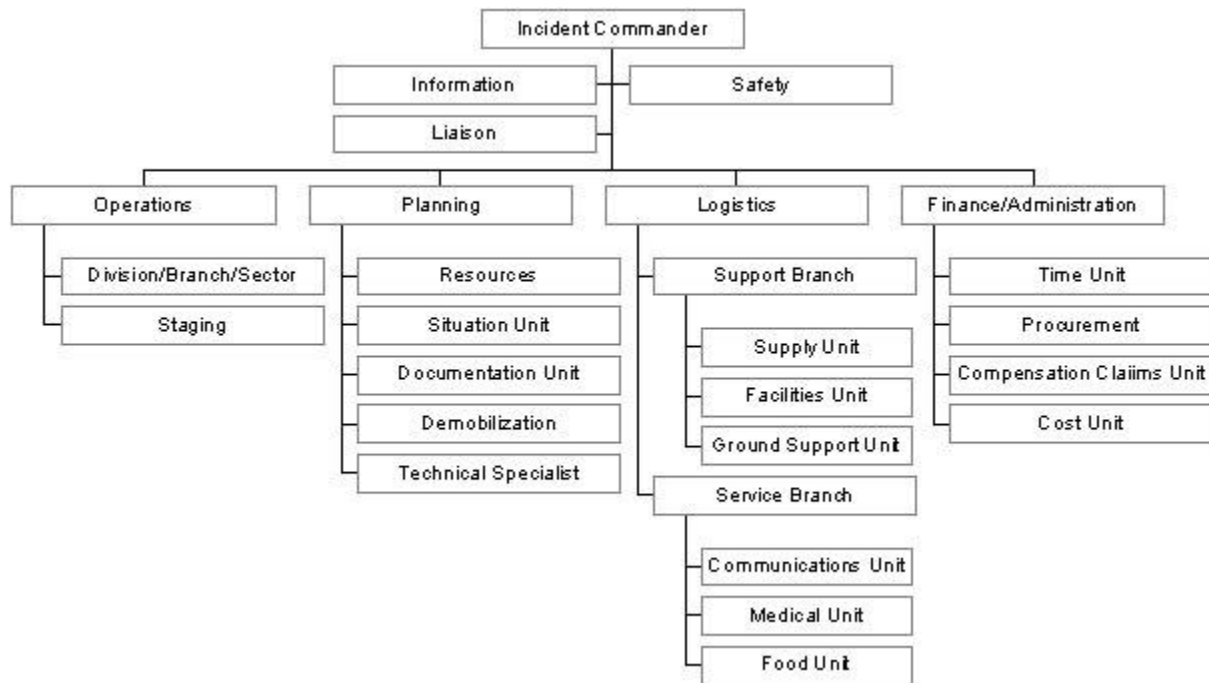 Incident Commander
Information
Safety
Liaison
Operations
Planning
Logistics
Finance/Administration
Division/Branch/Sector
Staging
Resources
Situation Unit
Documentation Unit
Demobilization
Technical Specialist
Support Branch
Supply Unit
Facilities Unit
Ground Support Unit
Service Branch
Communications Unit
Medical Unit
Food Unit
Time Unit
Procurement
Compensation Claiims Unit
Cost Unit